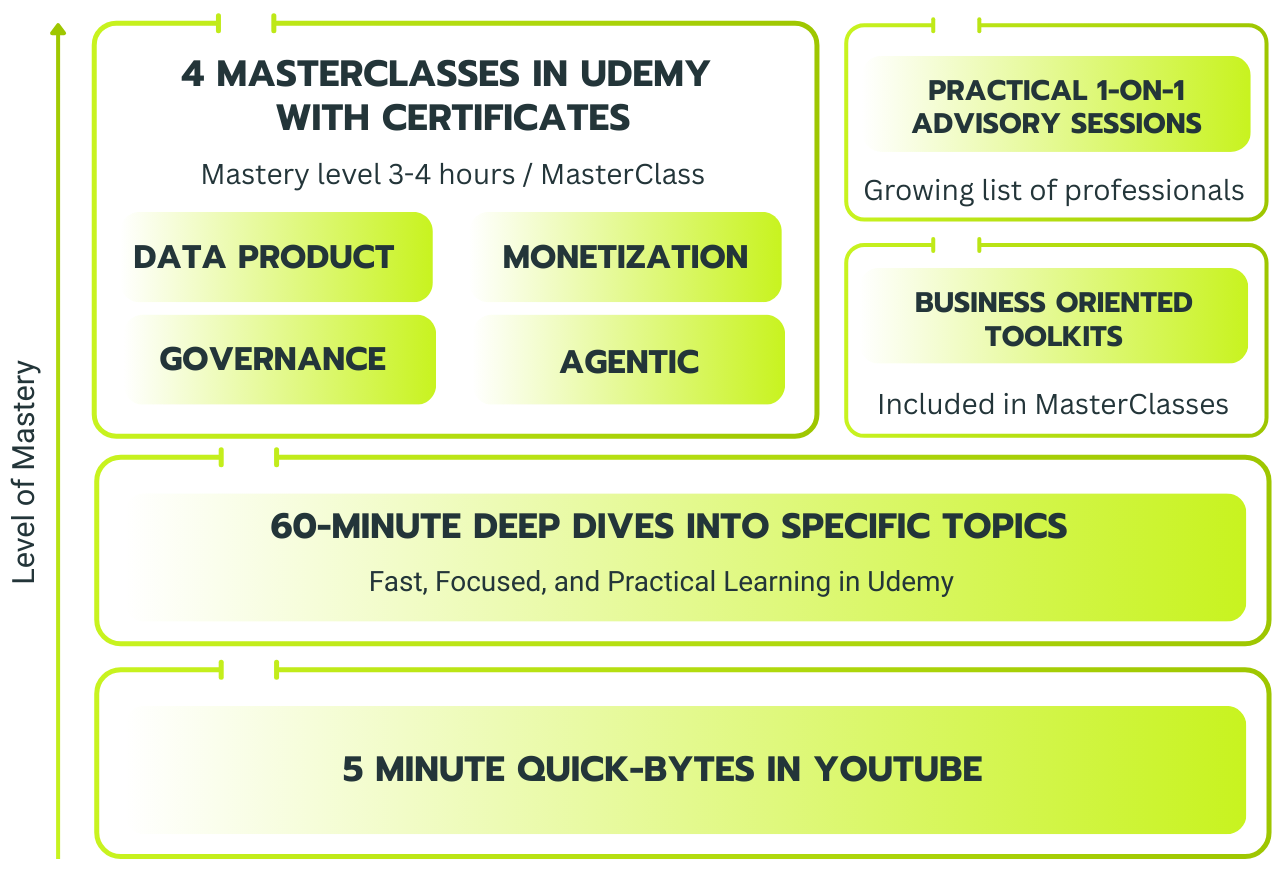 4 MASTERCLASSES IN UDEMY
WITH CERTIFICATES
Mastery level 3-4 hours / MasterClass
DATA PRODUCT
MONETIZATION
GOVERNANCE
AGENTIC
PRACTICAL 1-ON-1
ADVISORY SESSIONS
Growing list of professionals
BUSINESS ORIENTED
TOOLKITS
Included in MasterClasses
Level of Mastery
60-MINUTE DEEP DIVES INTO SPECIFIC TOPICS
Fast, Focused, and Practical Learning in Udemy
5 MINUTE QUICK-BYTES IN YOUTUBE